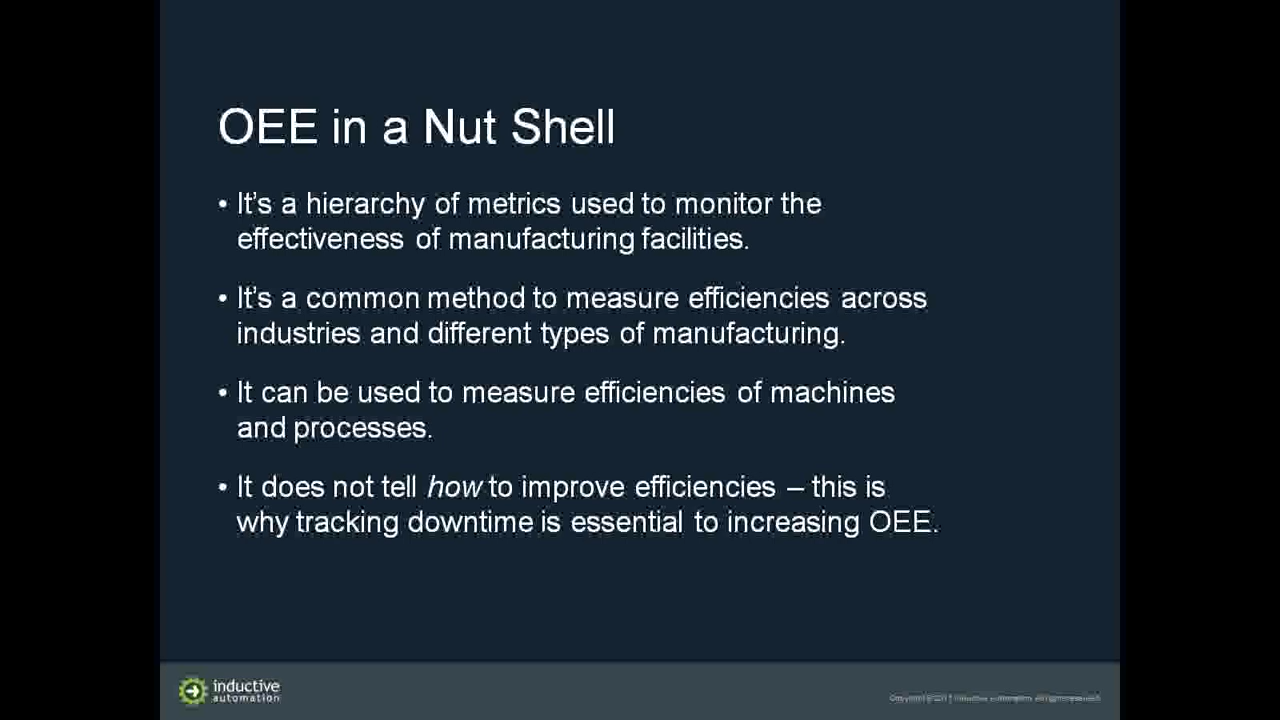 OEE in a Nut Shell
• It's a hierarchy of metrics used to monitor the
effectiveness of manufacturing facilities.
• It's a common method to measure efficiencies across
industries and different types of manufacturing.
• It can be used to measure efficiencies of machines
and processes.
• It does not tell how to improve efficiencies – this is
why tracking downtime is essential to increasing OEE.
inductive
automation